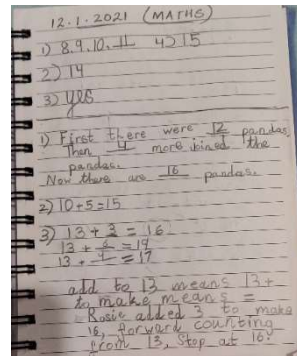 12.1.2021 (MATHS)
1) 8,9,10,11 4) 15
2) 14
3) yes
1) First there were 12 pandas.
Then 4 more joined the
pandas.
Now there are 16 pandas.
2) 10+5=15
3) 13 + 3 = 16
13 + 6 = 19
13 + 4 = 17
add to 13 means 13+
to make means =
Rosie added 3 to make
16, forward counting
from 13, Stop at 16.